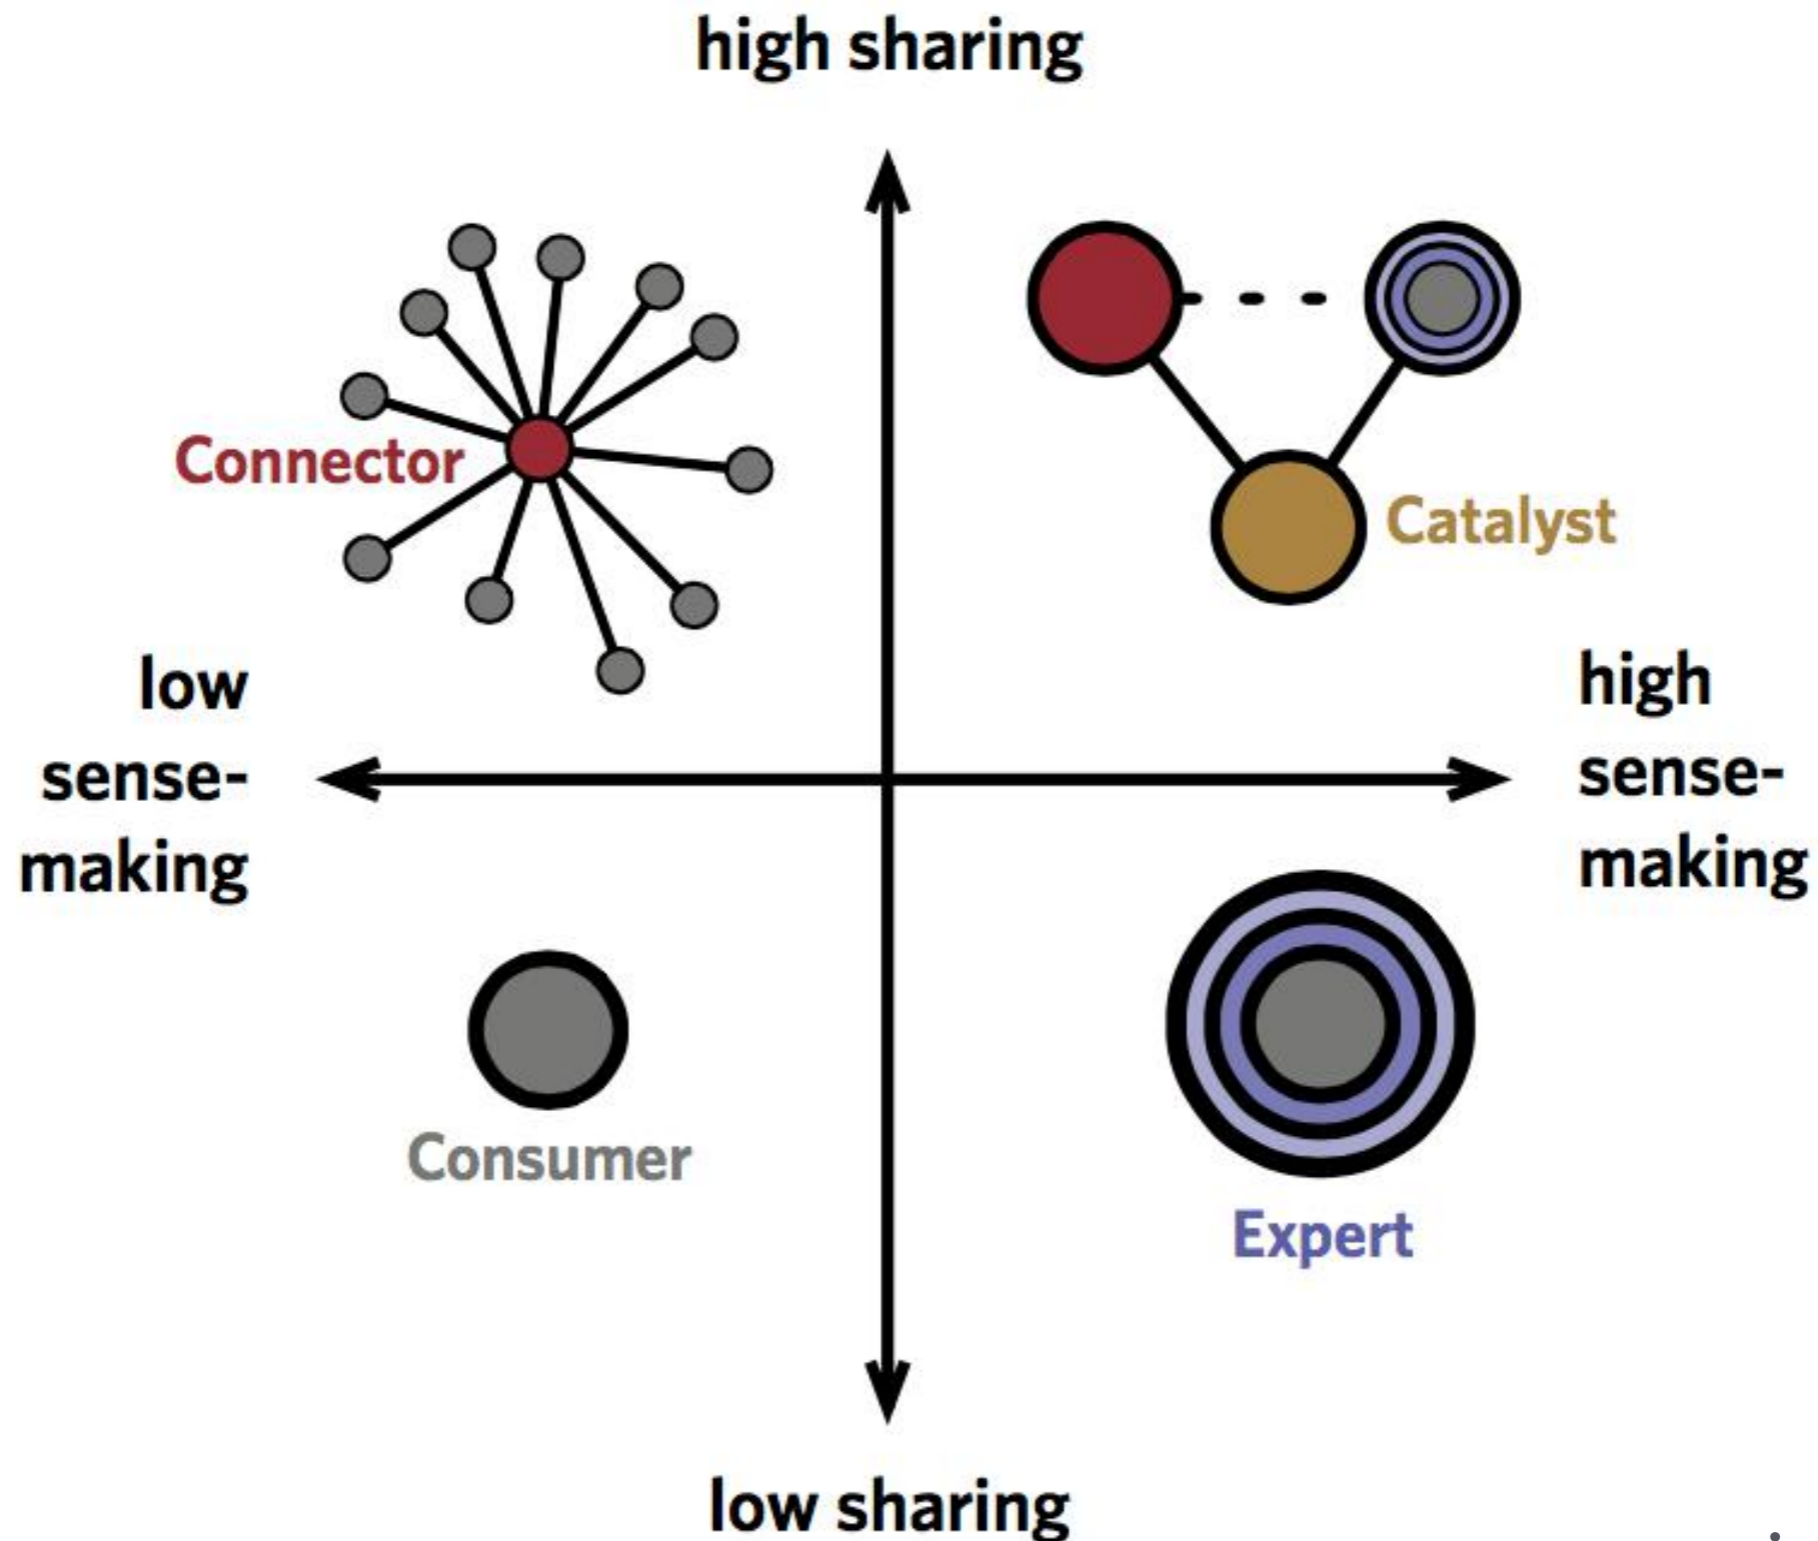 high sharing
Connector
Catalyst
low
sense-
making
high
sense-
making
Consumer
Expert
low sharing